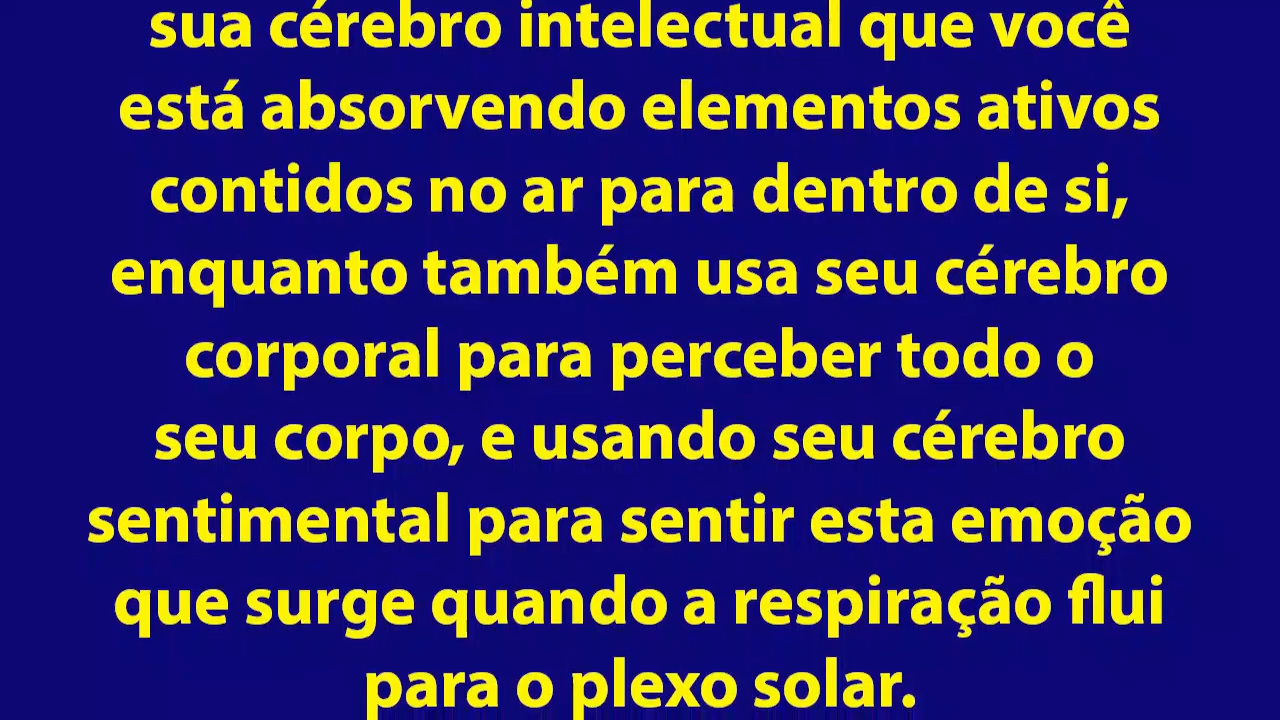 sua cérebro intelectual que você
está absorvendo elementos ativos
contidos no ar para dentro de si,
enquanto também usa seu cérebro
corporal para perceber todo o
seu corpo, e usando seu cérebro
sentimental para sentir esta emoção
que surge quando a respiração flui
para o plexo solar.